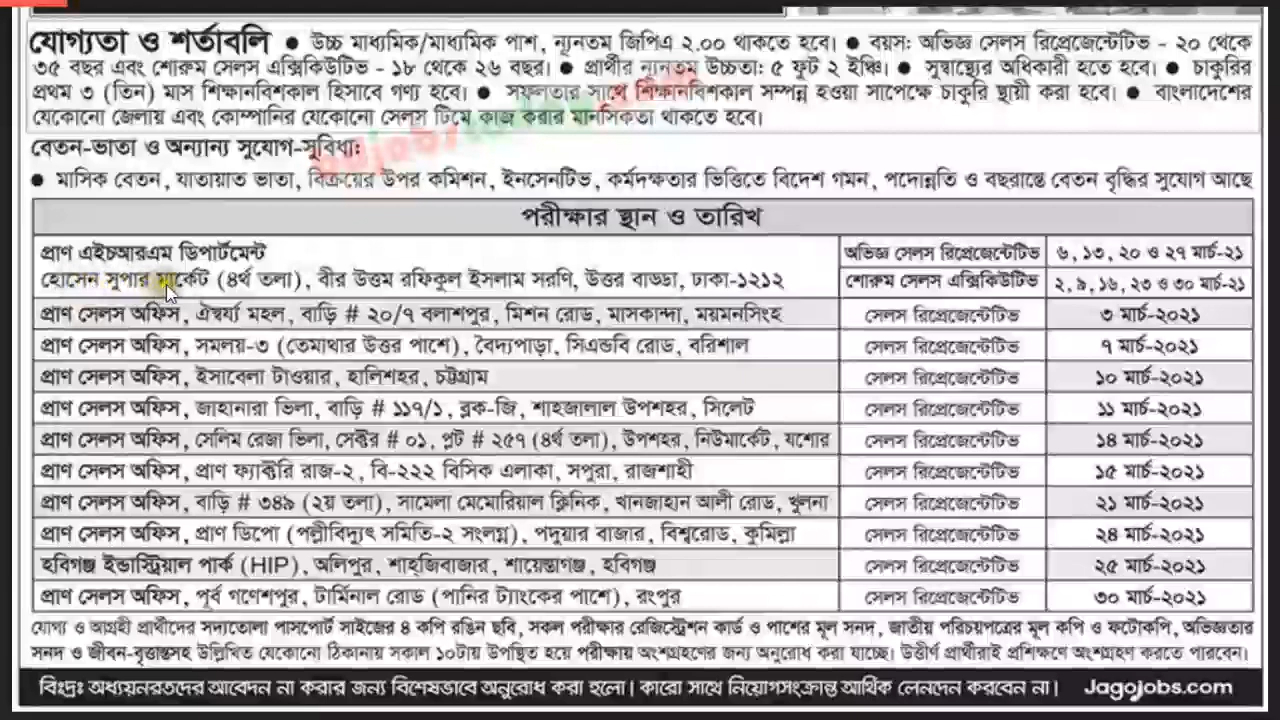 যোগ্যতা ও শর্তাবলি ● উচ্চ মাধ্যমিক/মাধ্যমিক পাশ, ন্যূনতম জিপিএ ২.০০ থাকতে হবে। ● বয়স: অভিজ্ঞ সেলস রিপ্রেজেন্টেটিভ - ২০ থেকে
৩৫ বছর এবং শোরুম সেলস এক্সিকিউটিভ - ১৮ থেকে ২৬ বছর। ● প্রার্থীর ন্যূনতম উচ্চতা: ৫ ফুট ২ ইঞ্চি। ● সুস্বাস্থ্যের অধিকারী হতে হবে। ● চাকুরির
প্রথম ৩ (তিন) মাস শিক্ষানবিশকাল হিসাবে গণ্য হবে। ● সফলতার সাথে শিক্ষানবিশকাল সম্পন্ন হওয়া সাপেক্ষে চাকুরি স্থায়ী করা হবে। ● বাংলাদেশের
যেকোনো জেলায় এবং কোম্পানির যেকোনো সেলস টিমে কাজ করার মানসিকতা থাকতে হবে।
বেতন-ভাতা ও অন্যান্য সুযোগ-সুবিধা:
● মাসিক বেতন, যাতায়াত ভাতা, বিক্রয়ের উপর কমিশন, ইনসেনটিভ, কর্মদক্ষতার ভিত্তিতে বিদেশ গমন, পদোন্নতি ও বছরান্তে বেতন বৃদ্ধির সুযোগ আছে
পরীক্ষার স্থান ও তারিখ
প্রাণ এইচআরএম ডিপার্টমেন্ট অভিজ্ঞ সেলস রিপ্রেজেন্টেটিভ ৬, ১৩, ২০ ও ২৭ মার্চ-২১
হোসেন সুপার মার্কেট (৪র্থ তলা), বীর উত্তম রফিকুল ইসলাম সরণি, উত্তর বাড্ডা, ঢাকা-১২১২ শোরুম সেলস এক্সিকিউটিভ ২, ৯, ১৬, ২৩ ও ৩০ মার্চ-২১
প্রাণ সেলস অফিস, ঐশ্বর্য্য মহল, বাড়ি # ২০/৭ বলাশপুর, মিশন রোড, মাসকান্দা, ময়মনসিংহ সেলস রিপ্রেজেন্টেটিভ ৩ মার্চ-২০২১
প্রাণ সেলস অফিস, সমলয়-৩ (তেমাথার উত্তর পাশে), বৈদ্যপাড়া, সিএন্ডবি রোড, বরিশাল সেলস রিপ্রেজেন্টেটিভ ৭ মার্চ-২০২১
প্রাণ সেলস অফিস, ইসাবেলা টাওয়ার, হালিশহর, চট্টগ্রাম সেলস রিপ্রেজেন্টেটিভ ১০ মার্চ-২০২১
প্রাণ সেলস অফিস, জাহানারা ভিলা, বাড়ি # ১১৭/১, ব্লক-জি, শাহজালাল উপশহর, সিলেট সেলস রিপ্রেজেন্টেটিভ ১১ মার্চ-২০২১
প্রাণ সেলস অফিস, সেলিম রেজা ভিলা, সেক্টর # ০১, প্লট # ২৫৭ (৪র্থ তলা), উপশহর, নিউমার্কেট, যশোর সেলস রিপ্রেজেন্টেটিভ ১৪ মার্চ-২০২১
প্রাণ সেলস অফিস, প্রাণ ফ্যাক্টরি রাজ-২, বি-২২২ বিসিক এলাকা, সপুরা, রাজশাহী সেলস রিপ্রেজেন্টেটিভ ১৫ মার্চ-২০২১
প্রাণ সেলস অফিস, বাড়ি # ৩৪৯ (২য় তলা), সামেলা মেমোরিয়াল ক্লিনিক, খানজাহান আলী রোড, খুলনা সেলস রিপ্রেজেন্টেটিভ ২১ মার্চ-২০২১
প্রাণ সেলস অফিস, প্রাণ ডিপো (পল্লীবিদ্যুৎ সমিতি-২ সংলগ্ন), পদুয়ার বাজার, বিশ্বরোড, কুমিল্লা সেলস রিপ্রেজেন্টেটিভ ২৪ মার্চ-২০২১
হবিগঞ্জ ইন্ডাস্ট্রিয়াল পার্ক (HIP), অলিপুর, শাহ্‌জিবাজার, শায়েস্তাগঞ্জ, হবিগঞ্জ সেলস রিপ্রেজেন্টেটিভ ২৫ মার্চ-২০২১
প্রাণ সেলস অফিস, পূর্ব গণেশপুর, টার্মিনাল রোড (পানির ট্যাংকের পাশে), রংপুর সেলস রিপ্রেজেন্টেটিভ ৩০ মার্চ-২০২১
যোগ্য ও আগ্রহী প্রার্থীদের সদ্যতোলা পাসপোর্ট সাইজের ৪ কপি রঙিন ছবি, সকল পরীক্ষার রেজিস্ট্রেশন কার্ড ও পাশের মূল সনদ, জাতীয় পরিচয়পত্রের মূল কপি ও ফটোকপি, অভিজ্ঞতার
সনদ ও জীবন-বৃত্তান্তসহ উল্লিখিত যেকোনো ঠিকানায় সকাল ১০টায় উপস্থিত হয়ে পরীক্ষায় অংশগ্রহণের জন্য অনুরোধ করা যাচ্ছে। উত্তীর্ণ প্রার্থীরাই প্রশিক্ষণে অংশগ্রহণ করতে পারবেন।
বিঃদ্রঃ অধ্যয়নরতদের আবেদন না করার জন্য বিশেষভাবে অনুরোধ করা হলো। কারো সাথে নিয়োগসংক্রান্ত আর্থিক লেনদেন করবেন না। Jagojobs.com